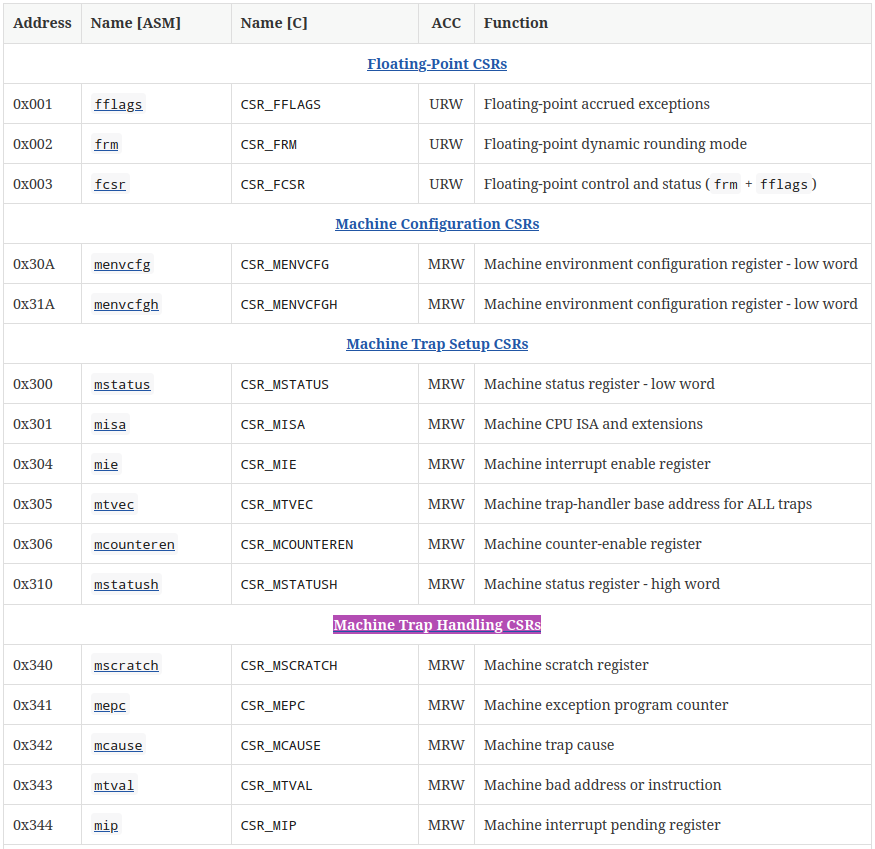 Address Name [ASM] Name [C] ACC Function
Floating-Point CSRs
0x001 fflags CSR_FFLAGS URW Floating-point accrued exceptions
0x002 frm CSR_FRM URW Floating-point dynamic rounding mode
0x003 fcsr CSR_FCSR URW Floating-point control and status ( frm + fflags )
Machine Configuration CSRs
0x30A menvcfg CSR_MENVCFG MRW Machine environment configuration register - low word
0x31A menvcfgh CSR_MENVCFGH MRW Machine environment configuration register - low word
Machine Trap Setup CSRs
0x300 mstatus CSR_MSTATUS MRW Machine status register - low word
0x301 misa CSR_MISA MRW Machine CPU ISA and extensions
0x304 mie CSR_MIE MRW Machine interrupt enable register
0x305 mtvec CSR_MTVEC MRW Machine trap-handler base address for ALL traps
0x306 mcounteren CSR_MCOUNTEREN MRW Machine counter-enable register
0x310 mstatush CSR_MSTATUSH MRW Machine status register - high word
Machine Trap Handling CSRs
0x340 mscratch CSR_MSCRATCH MRW Machine scratch register
0x341 mepc CSR_MEPC MRW Machine exception program counter
0x342 mcause CSR_MCAUSE MRW Machine trap cause
0x343 mtval CSR_MTVAL MRW Machine bad address or instruction
0x344 mip CSR_MIP MRW Machine interrupt pending register